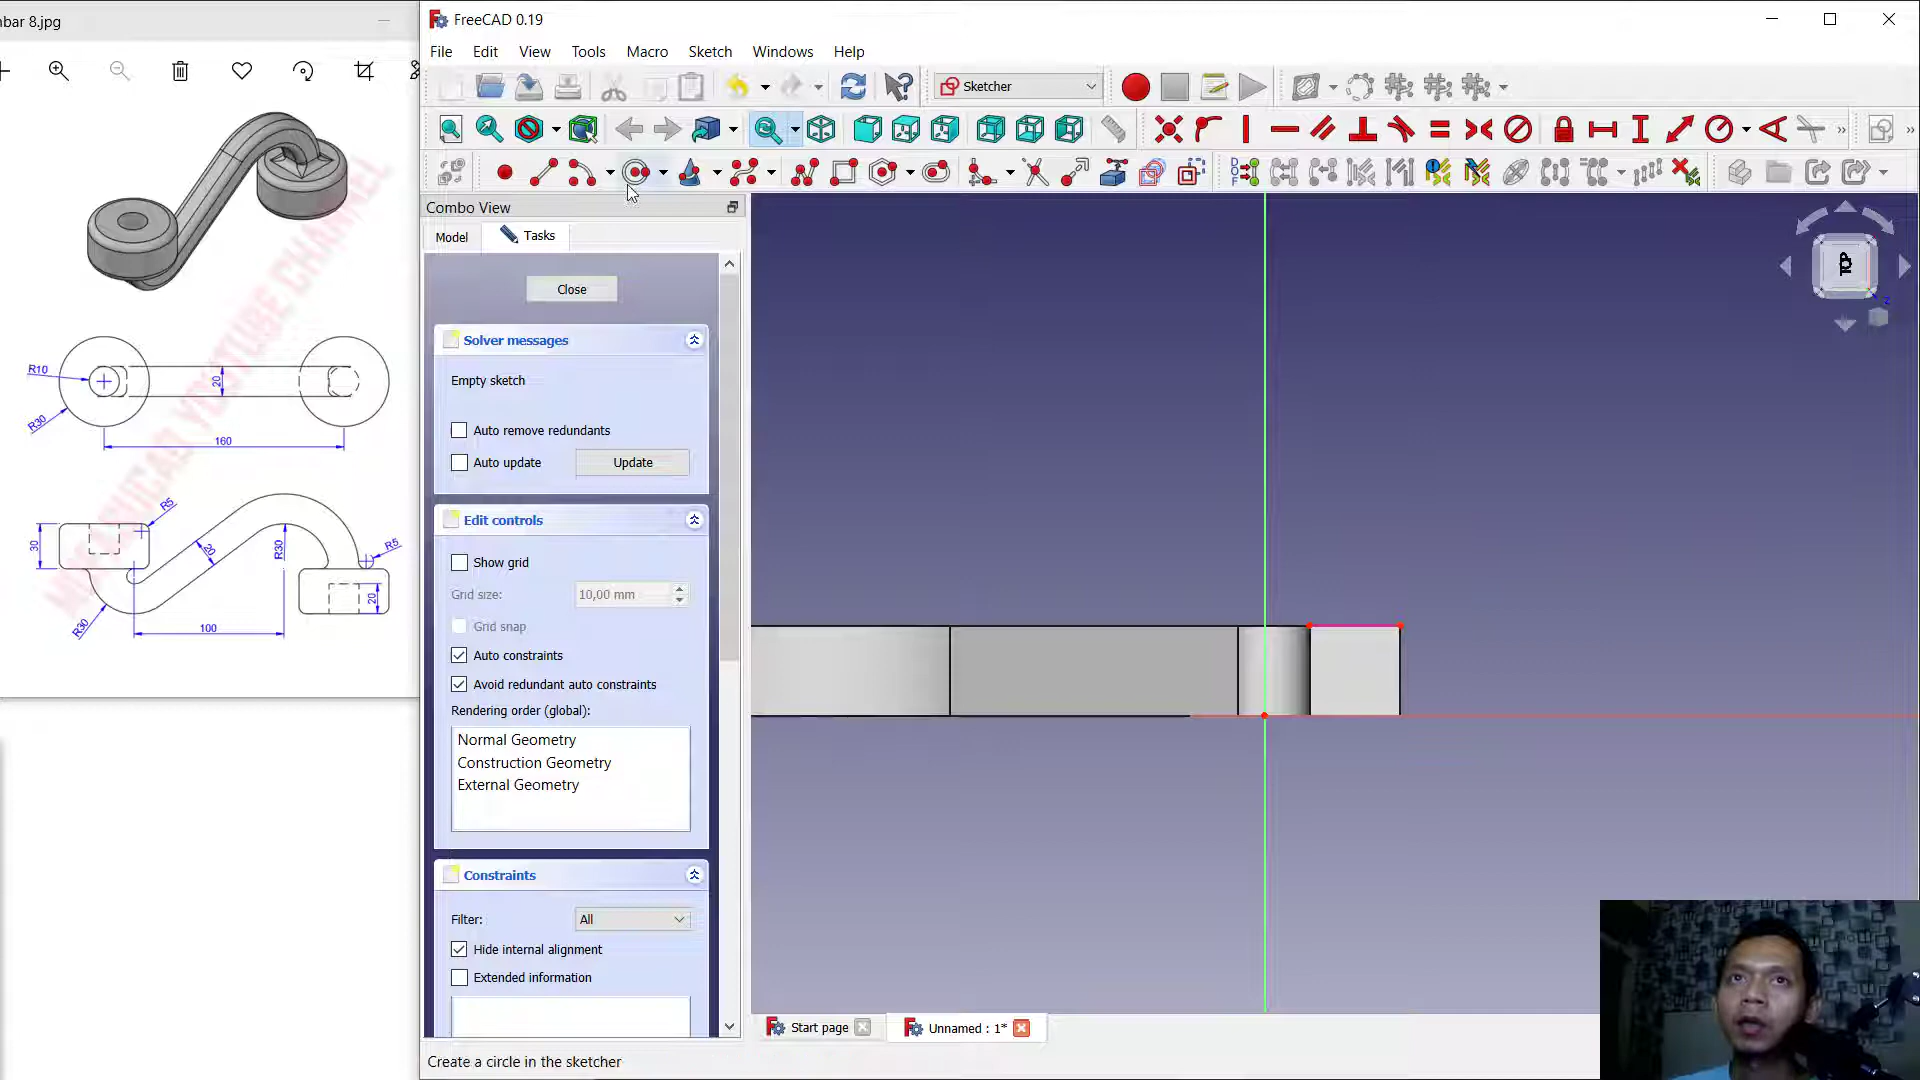 nbar 8.jpg
FreeCAD 0.19
File Edit View Tools Macro Sketch Windows Help
Sketcher
Combo View
Model
Tasks
Close
Solver messages
Empty sketch
Auto remove redundants
Auto update
Update
Edit controls
Show grid
Grid size:
10,00 mm
Grid snap
Auto constraints
Avoid redundant auto constraints
Rendering order (global):
Normal Geometry
Construction Geometry
External Geometry
Constraints
Filter:
All
Hide internal alignment
Extended information
Start page
Unnamed : 1*
Create a circle in the sketcher
R10
20
R30
160
R5
30
20
R30
R5
20
R30
100
YOUTUBE CHANNEL